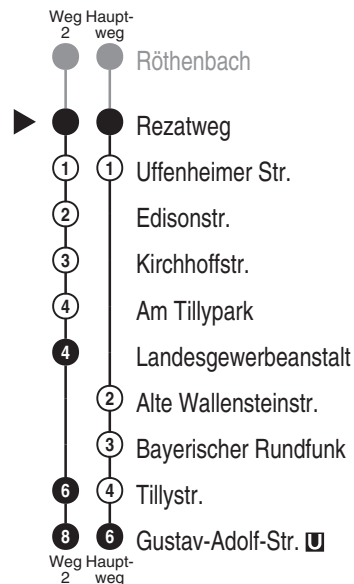 Weg Haupt-
2 weg
Röthenbach
Rezatweg
1 1 Uffenheimer Str.
2 Edisonstr.
3 Kirchhoffstr.
4 Am Tillypark
4 Landesgewerbeanstalt
2 Alte Wallensteinstr.
3 Bayerischer Rundfunk
6 4 Tillystr.
8 6 Gustav-Adolf-Str. U
Weg Haupt-
2 weg